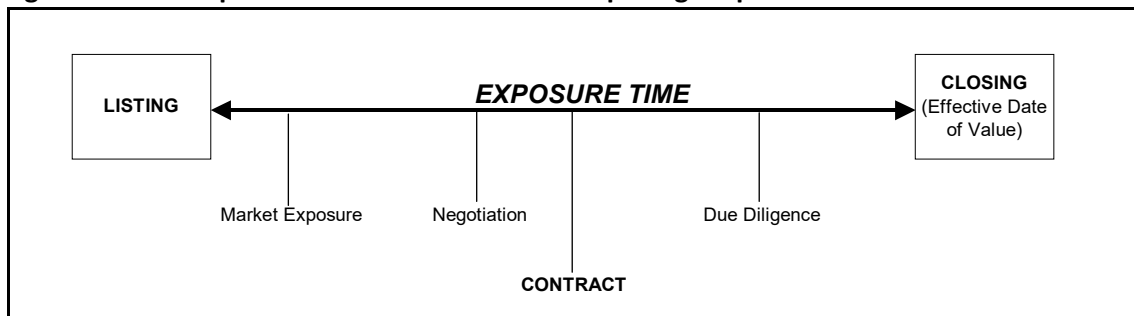 LISTING
EXPOSURE TIME
CLOSING
(Effective Date
of Value)
Market Exposure
Negotiation
Due Diligence
CONTRACT